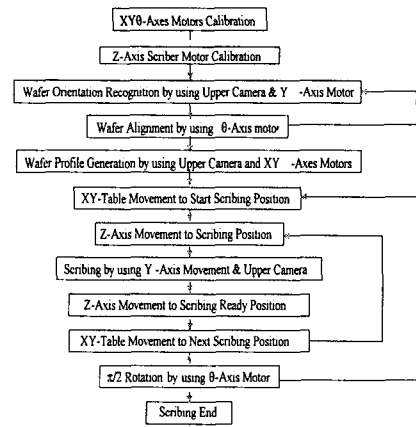 XYθ-Axes Motors Calibration
Z-Axis Scriber Motor Calibration
Wafer Orientation Recognition by using Upper Camera & Y -Axis Motor
Wafer Alignment by using θ-Axis motor
Wafer Profile Generation by using Upper Camera and XY -Axes Motors
XY-Table Movement to Start Scribing Position
Z-Axis Movement to Scribing Position
Scribing by using Y -Axis Movement & Upper Camera
Z-Axis Movement to Scribing Ready Position
XY-Table Movement to Next Scribing Position
π/2 Rotation by using θ-Axis Motor
Scribing End